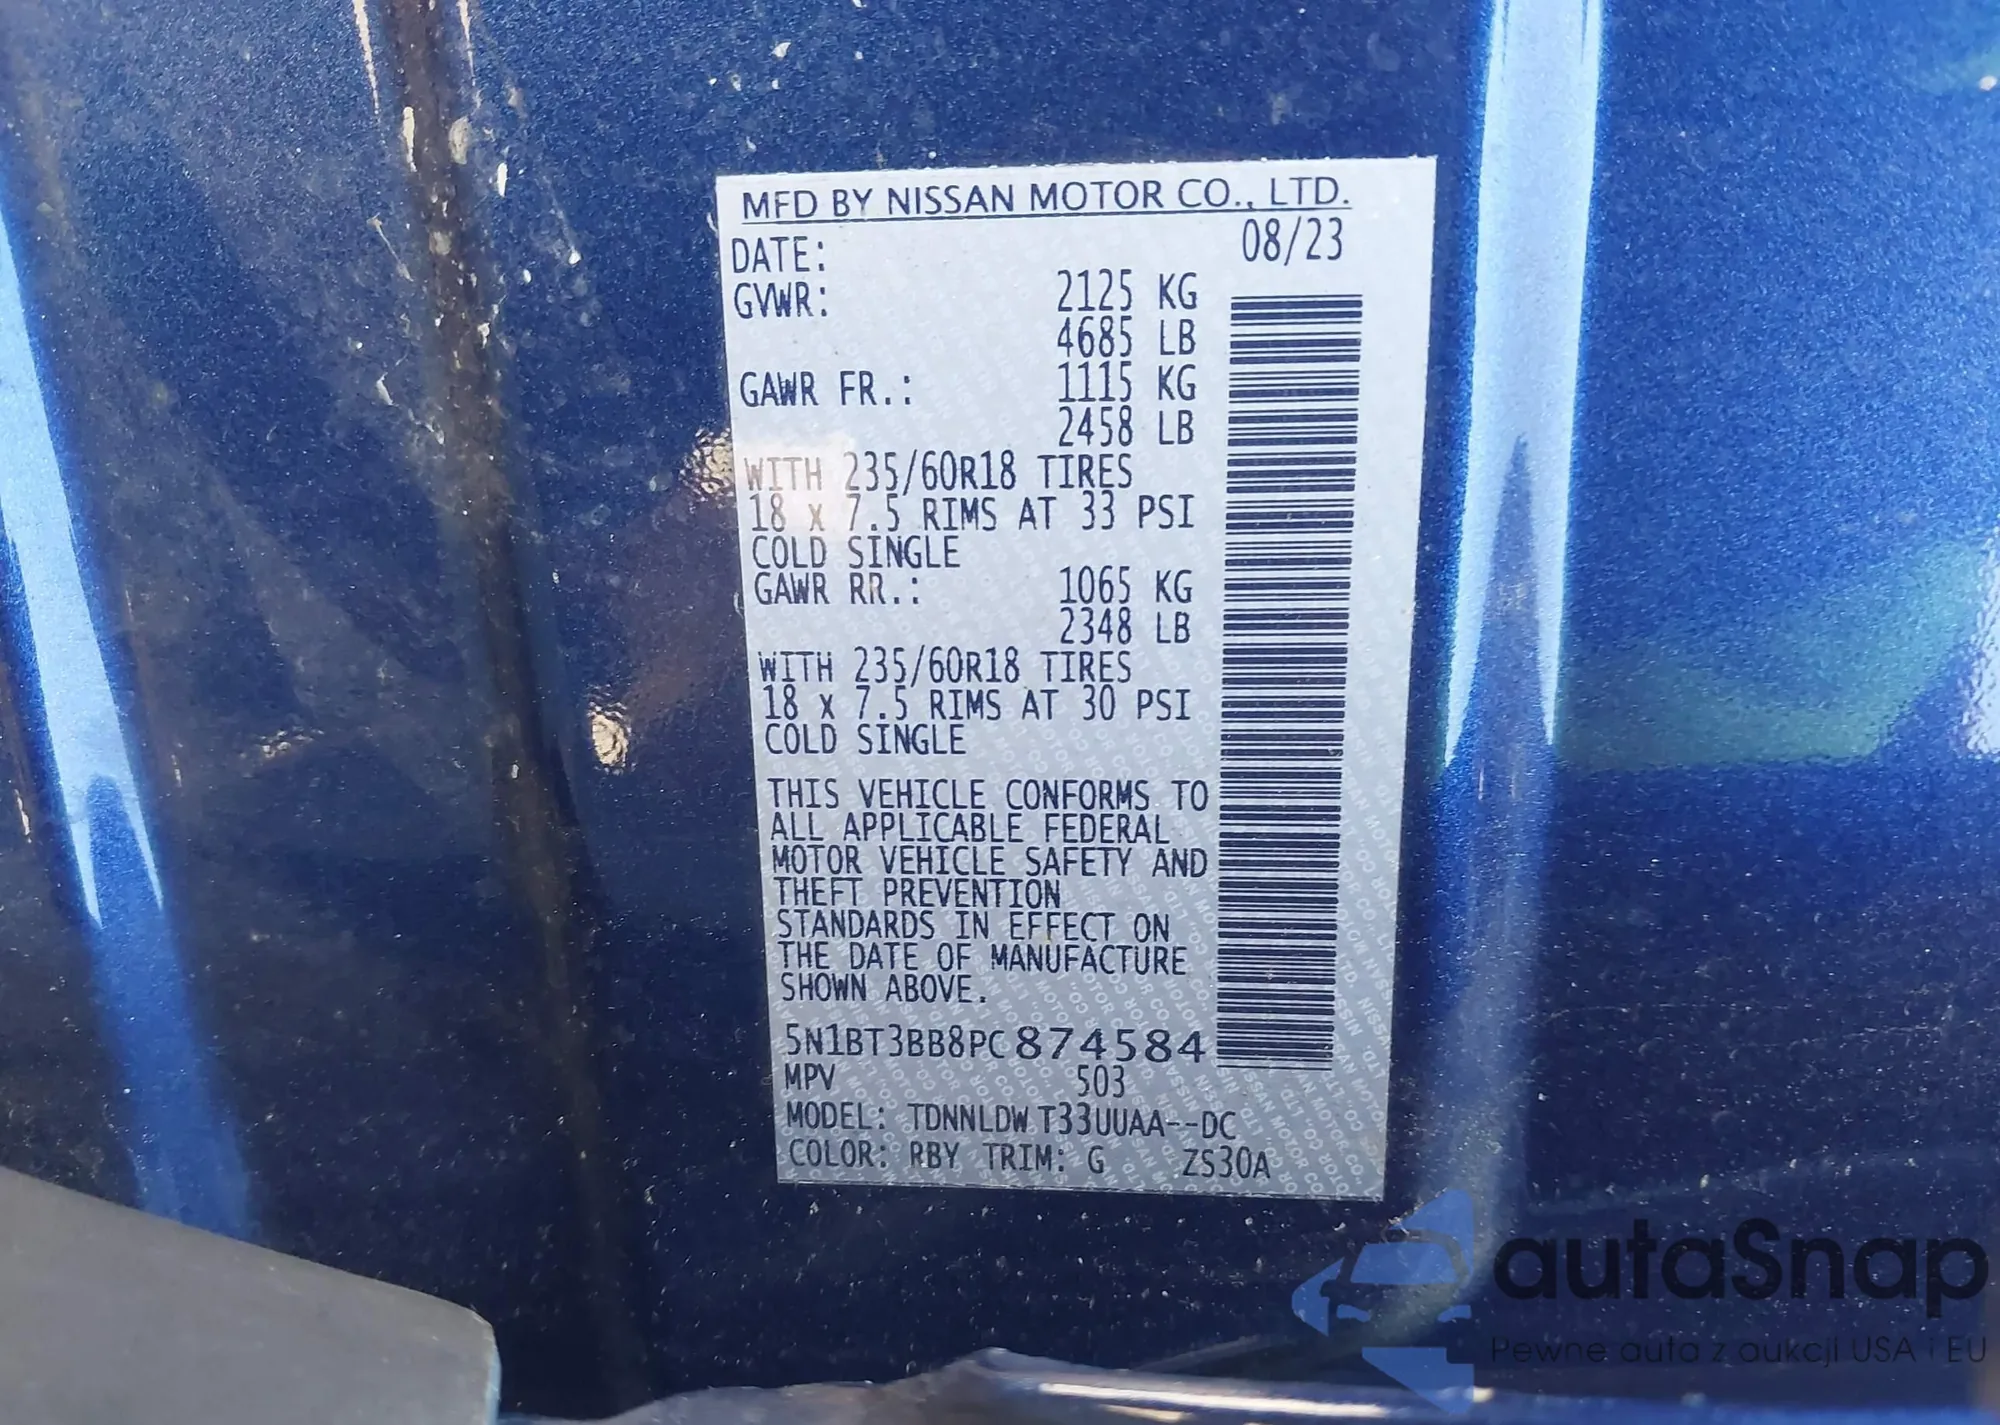 MFD BY NISSAN MOTOR CO., LTD.
DATE: 08/23
GVWR: 2125 KG
4685 LB
GAWR FR.: 1115 KG
2458 LB
WITH 235/60R18 TIRES
18 x 7.5 RIMS AT 33 PSI
COLD SINGLE
GAWR RR.: 1065 KG
2348 LB
WITH 235/60R18 TIRES
18 x 7.5 RIMS AT 30 PSI
COLD SINGLE
THIS VEHICLE CONFORMS TO
ALL APPLICABLE FEDERAL
MOTOR VEHICLE SAFETY AND
THEFT PREVENTION
STANDARDS IN EFFECT ON
THE DATE OF MANUFACTURE
SHOWN ABOVE.
5N1BT3BB8PC874584
MPV 503
MODEL: TDNNLDW T33UUAA--DC
COLOR: RBY TRIM: G ZS30A
autaSnap
Pewne auta z aukcji USA i EU